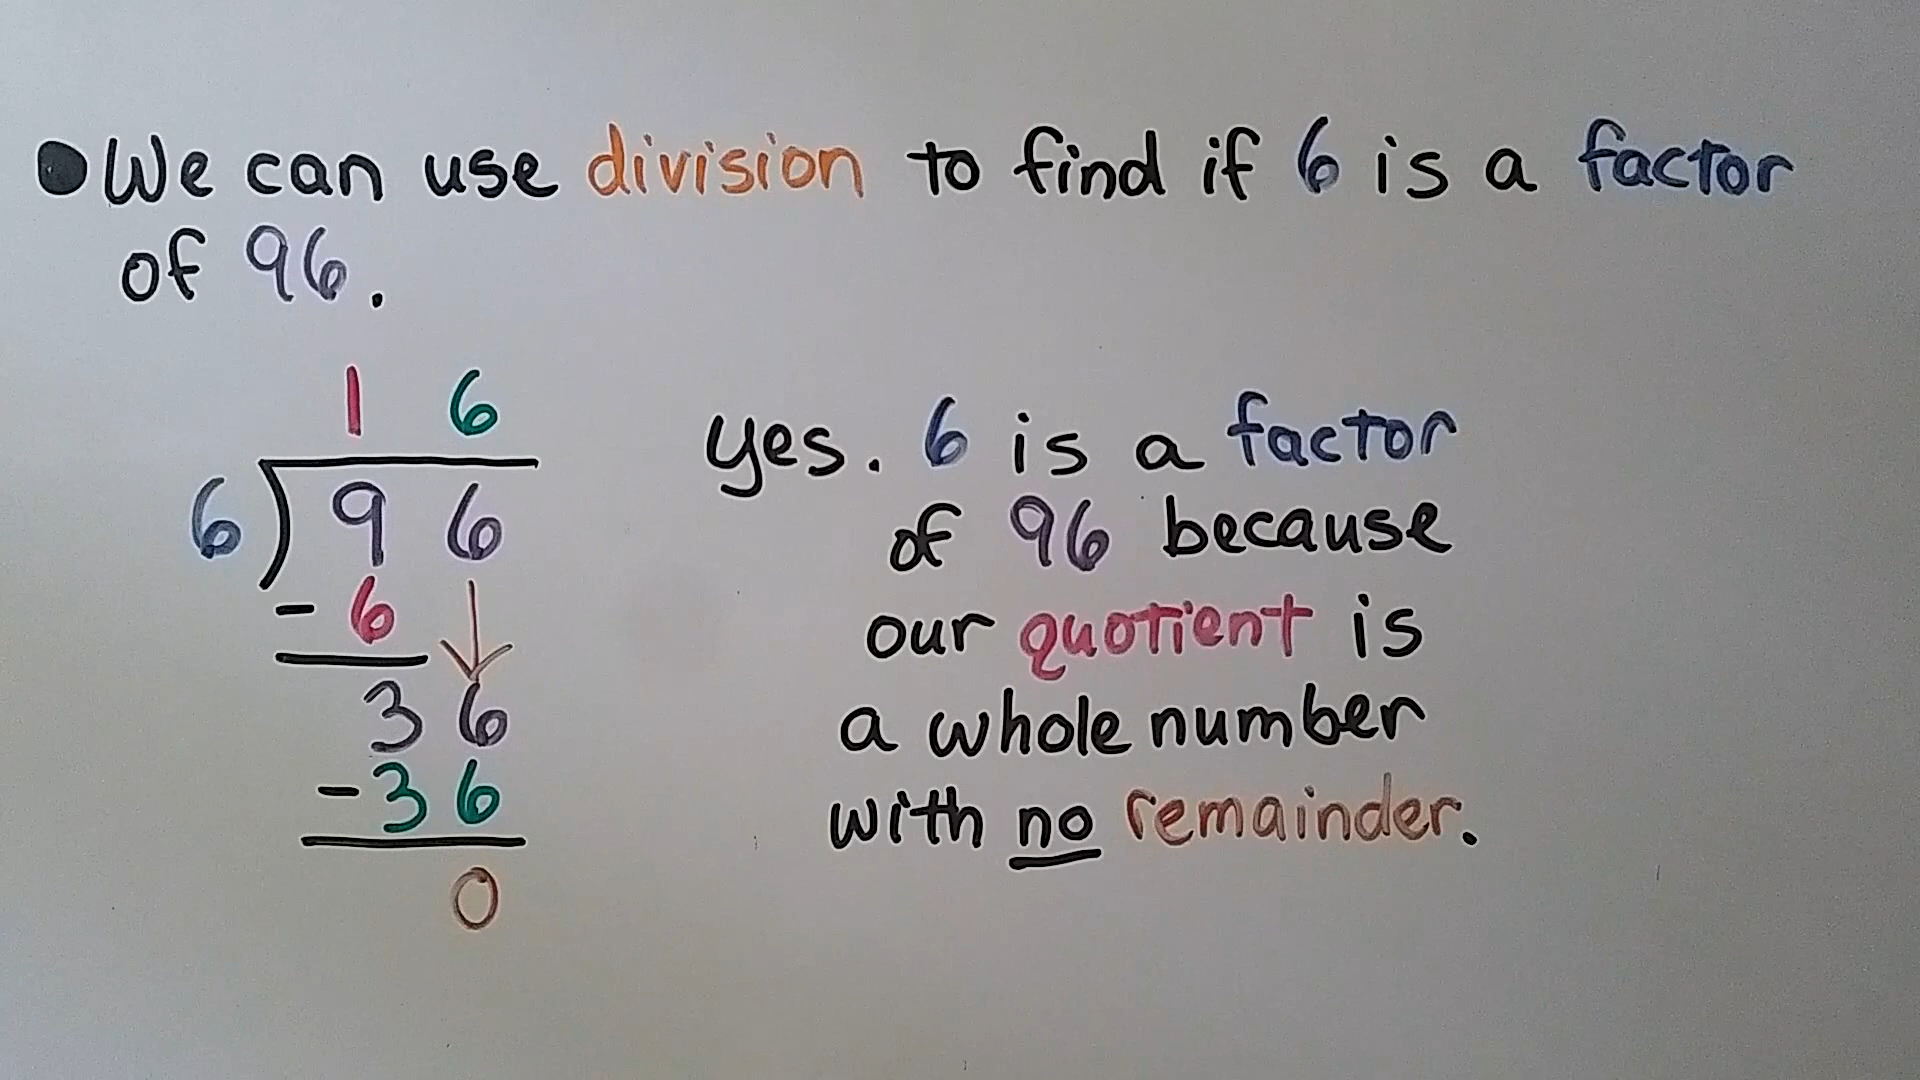 •We can use division to find if 6 is a factor
of 96.
1 6
6)9 6
- 6
3 6
-3 6
0
yes. 6 is a factor
of 96 because
our quotient is
a whole number
with no remainder.